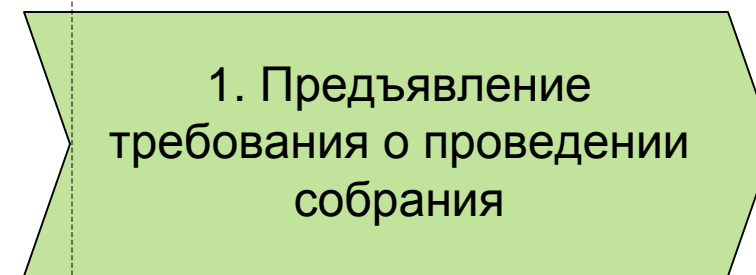 1. Предъявление
требования о проведении
собрания